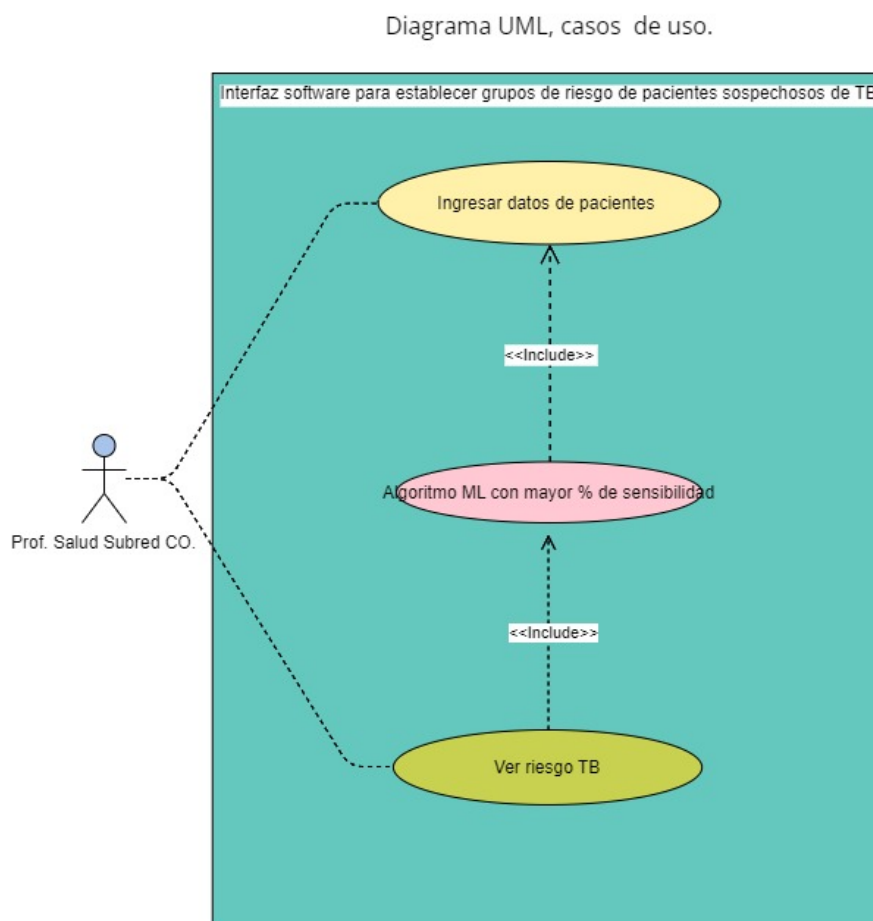 Diagrama UML, casos de uso.
Interfaz software para establecer grupos de riesgo de pacientes sospechosos de TB
Ingresar datos de pacientes
<<Include>>
Algoritmo ML con mayor % de sensibilidad
Prof. Salud Subred CO.
<<Include>>
Ver riesgo TB